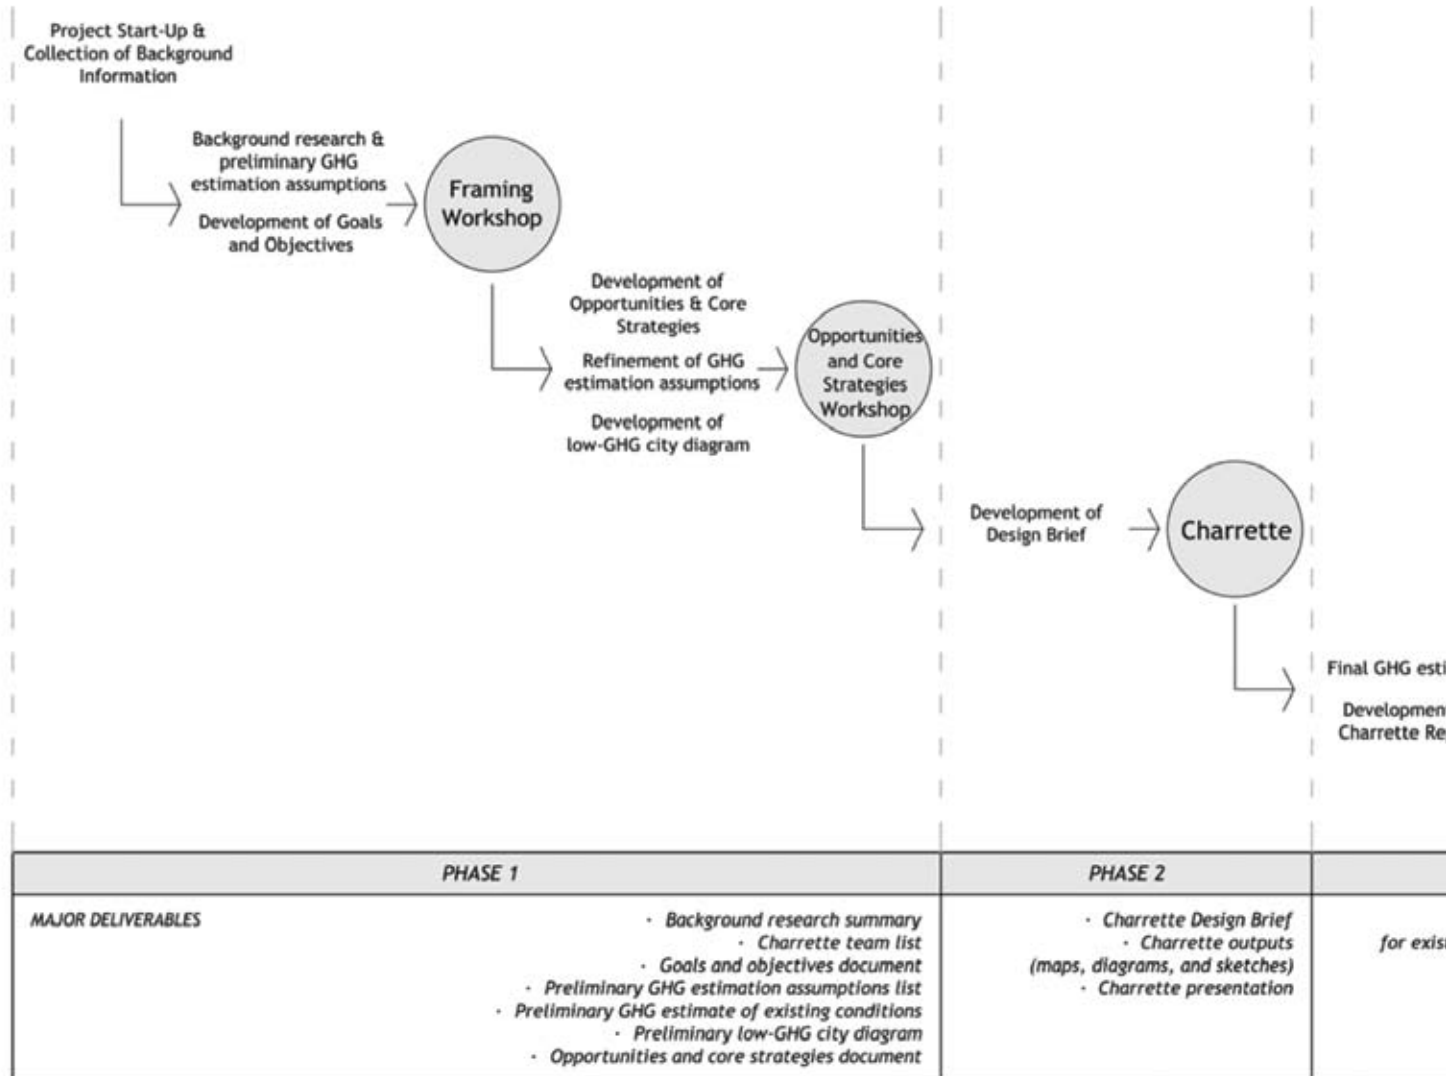 Project Start-Up &
Collection of Background
Information
Background research &
preliminary GHG
estimation assumptions
Development of Goals
and Objectives
Framing
Workshop
Development of
Opportunities & Core
Strategies
Refinement of GHG
estimation assumptions
Development of
low-GHG city diagram
Opportunities
and Core
Strategies
Workshop
Development of
Design Brief
Charrette
Final GHG
Charrette
PHASE 1
PHASE 2
MAJOR DELIVERABLES
· Background research summary
· Charrette team list
· Goals and objectives document
· Preliminary GHG estimation assumptions list
· Preliminary GHG estimate of existing conditions
· Preliminary low-GHG city diagram
· Opportunities and core strategies document
· Charrette Design Brief
· Charrette outputs
(maps, diagrams, and sketches)
· Charrette presentation
for